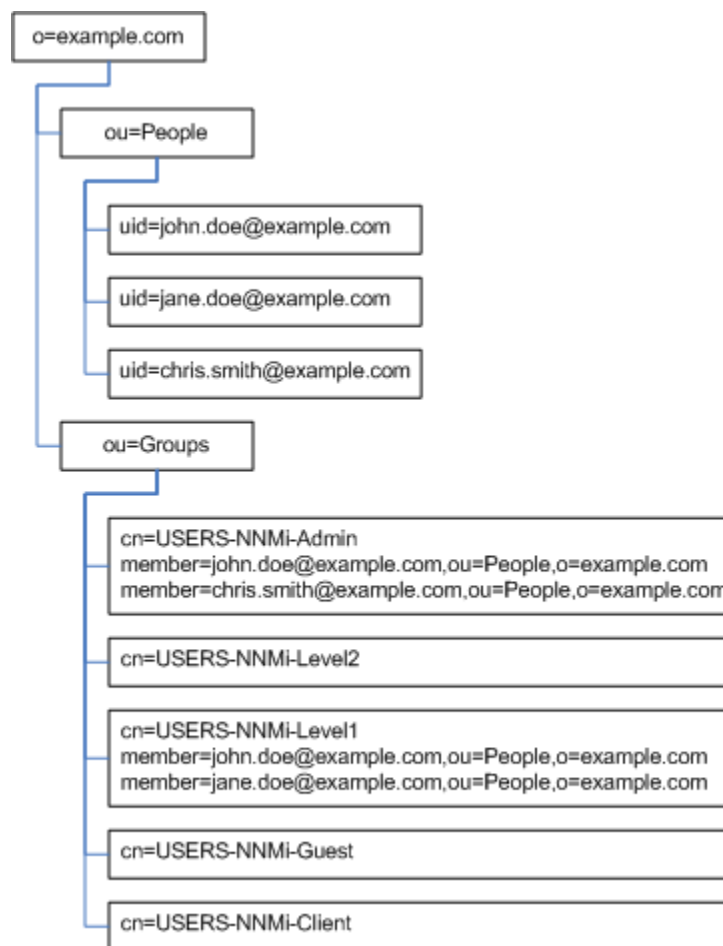 o=example.com
ou=People
uid=john.doe@example.com
uid=jane.doe@example.com
uid=chris.smith@example.com
ou=Groups
cn=USERS-NNMi-Admin
member=john.doe@example.com,ou=People,o=example.com
member=chris.smith@example.com,ou=People,o=example.com
cn=USERS-NNMi-Level2
cn=USERS-NNMi-Level1
member=john.doe@example.com,ou=People,o=example.com
member=jane.doe@example.com,ou=People,o=example.com
cn=USERS-NNMi-Guest
cn=USERS-NNMi-Client